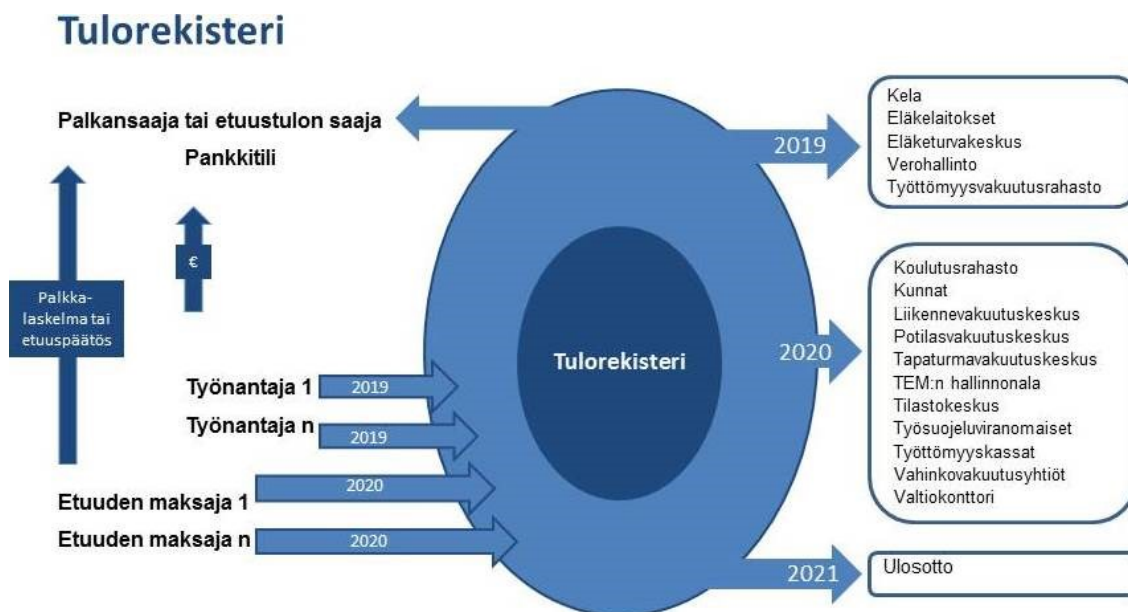 Tulorekisteri
Palkansaaja tai etuustulon saaja
Pankkitili
€
Palkka-
laskelma tai
etuuspäätös
Työnantaja 1
2019
Työnantaja n
2019
Etuuden maksaja 1
2020
Etuuden maksaja n
2020
Tulorekisteri
2019
Kela
Eläkelaitokset
Eläketurvakeskus
Verohallinto
Työttömyysvakuutusrahasto
2020
Koulutusrahasto
Kunnat
Liikennevakuutuskeskus
Potilasvakuutuskeskus
Tapaturmavakuutuskeskus
TEM:n hallinnonala
Tilastokeskus
Työsuojeluviranomaiset
Työttömyyskassat
Vahinkovakuutusyhtiöt
Valtiokonttori
2021
Ulosotto